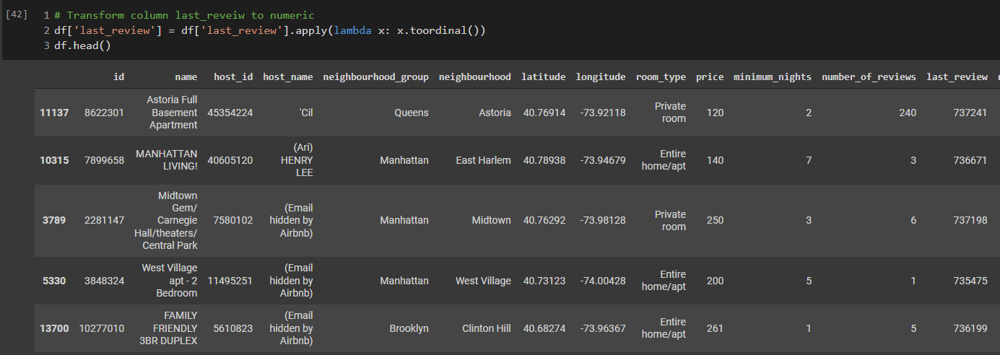 [42] 1 # Transform column last_reveiw to numeric
2 df['last_review'] = df['last_review'].apply(lambda x: x.toordinal())
3 df.head()
id name host_id host_name neighbourhood_group neighbourhood latitude longitude room_type price minimum_nights number_of_reviews last_review
11137 8622301 Astoria Full Basement Apartment 45354224 'Cil Queens Astoria 40.76914 -73.92118 Private room 120 2 240 737241
10315 7899658 MANHATTAN LIVING! 40605120 (Ari) HENRY LEE Manhattan East Harlem 40.78938 -73.94679 Entire home/apt 140 7 3 736671
3789 2281147 Midtown Gem/ Carnegie Hall/theaters/ Central Park 7580102 (Email hidden by Airbnb) Manhattan Midtown 40.76292 -73.98128 Private room 250 3 6 737198
5330 3848324 West Village apt - 2 Bedroom 11495251 (Email hidden by Airbnb) Manhattan West Village 40.73123 -74.00428 Entire home/apt 200 5 1 735475
13700 10277010 FAMILY FRIENDLY 3BR DUPLEX 5610823 (Email hidden by Airbnb) Brooklyn Clinton Hill 40.68274 -73.96367 Entire home/apt 261 1 5 736199